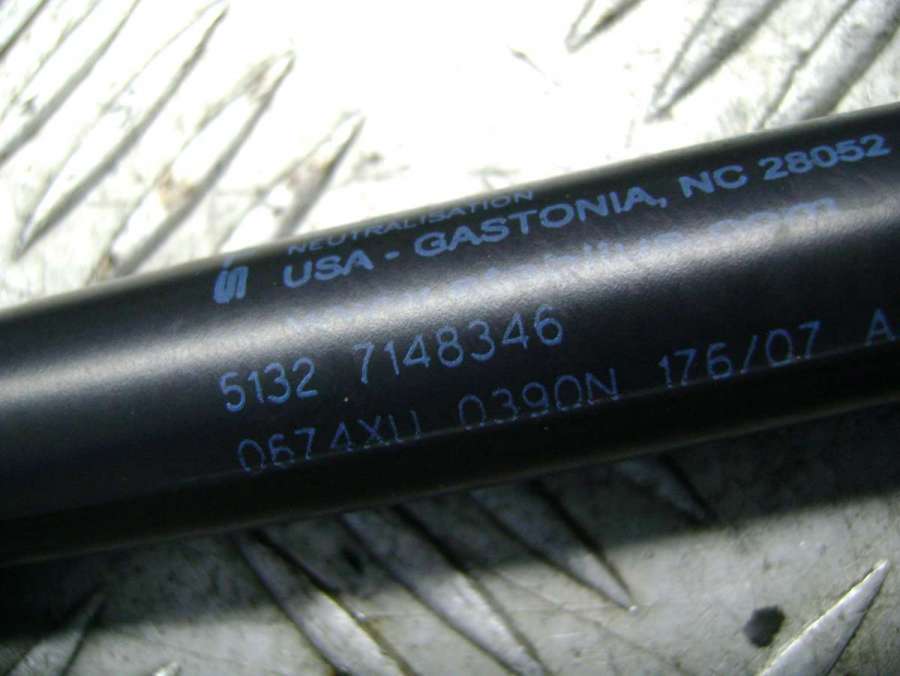 NEUTRALISATION
USA - GASTONIA, NC 28052
5132 7148346
0674XU 0390N 176/07 A